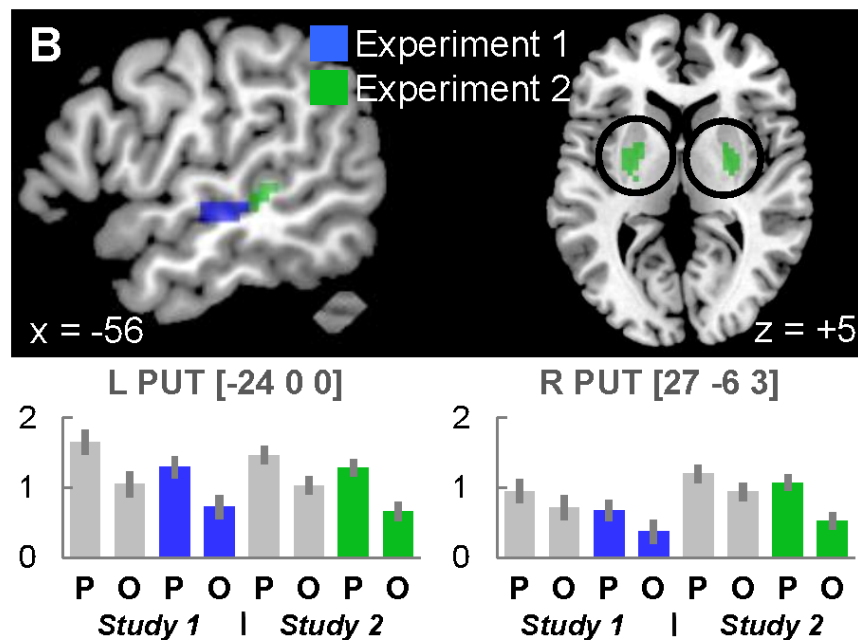 B
Experiment 1
Experiment 2
x = -56
z = +5
L PUT [-24 0 0]
R PUT [27 -6 3]
2
1
0
P O P O P O P O
Study 1 | Study 2
2
1
0
P O P O P O P O
Study 1 | Study 2